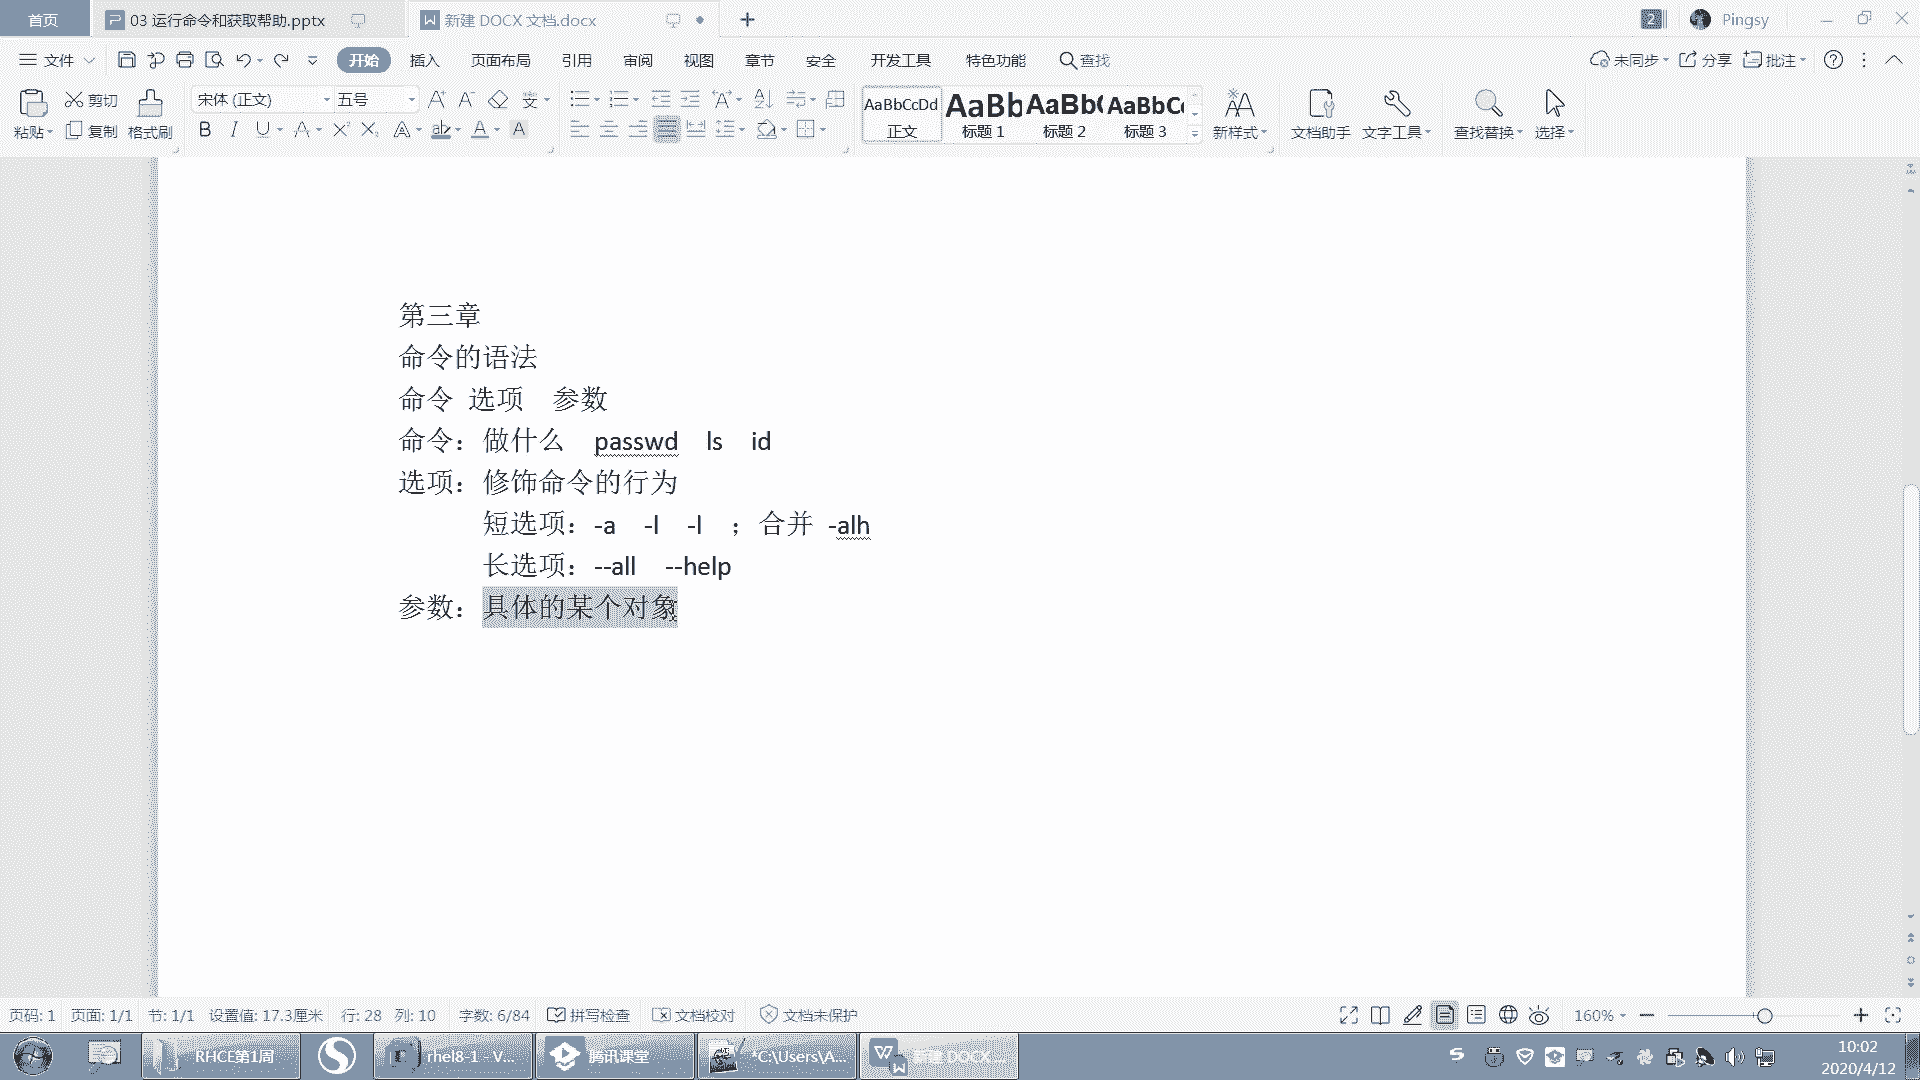 首页 03 运行命令和获取帮助.pptx 新建 DOCX 文档.docx + 2 Pingsy
文件 开始 插入 页面布局 引用 审阅 视图 章节 安全 开发工具 特色功能 查找 未同步 分享 批注
粘贴 剪切 复制 格式刷 宋体 (正文) 五号 AaBbCcDd 正文 AaBb 标题 1 AaBb( 标题 2 AaBbC 标题 3 新样式 文档助手 文字工具 查找替换 选择
第三章
命令的语法
命令 选项 参数
命令：做什么 passwd ls id
选项：修饰命令的行为
短选项：-a -l -l ；合并 -alh
长选项：--all --help
参数：具体的某个对象
页码: 1 页面: 1/1 节: 1/1 设置值: 17.3厘米 行: 28 列: 10 字数: 6/84 拼写检查 文档校对 文档未保护 160%
RHCE第1周 rhel8-1 - V... 腾讯课堂 *C:\Users\A... 新建 DOCX ... 10:02
2020/4/12